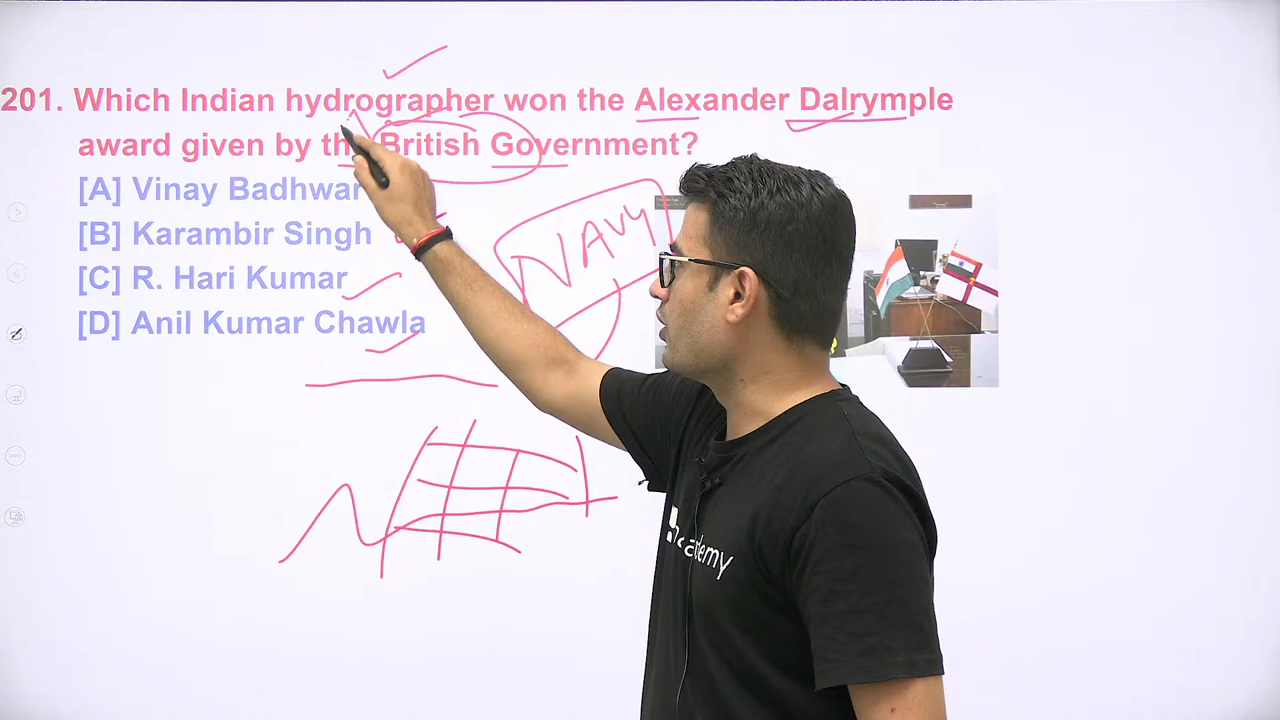 201. Which Indian hydrographer won the Alexander Dalrymple
award given by the British Government?
[A] Vinay Badhwar
[B] Karambir Singh
[C] R. Hari Kumar
[D] Anil Kumar Chawla
NAVY